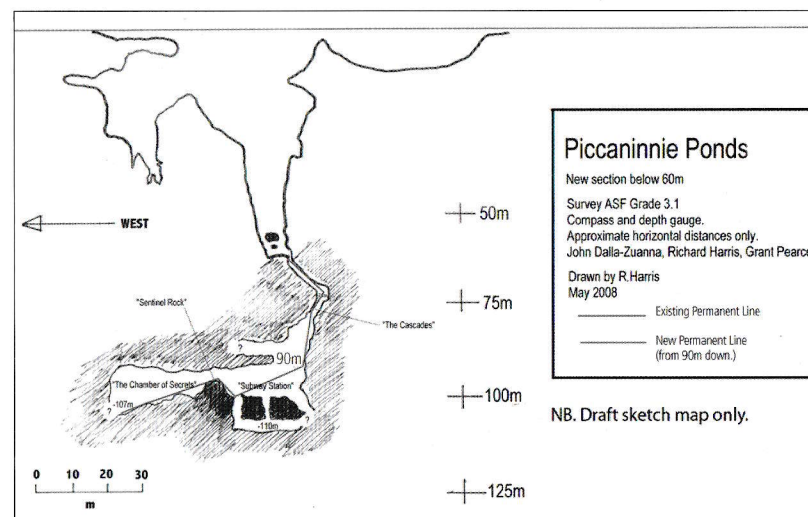 Piccaninnie Ponds
New section below 60m
Survey ASF Grade 3.1
Compass and depth gauge.
Approximate horizontal distances only.
John Dalla-Zuanna, Richard Harris, Grant Pearce
Drawn by R.Harris
May 2008
Existing Permanent Line
New Permanent Line
(from 90m down.)
NB. Draft sketch map only.
WEST
50m
75m
100m
125m
"Sentinel Rock"
"The Cascades"
?
90m
"The Chamber of Secrets"
"Subway Station"
-107m
?
?
-110m
0 10 20 30
m